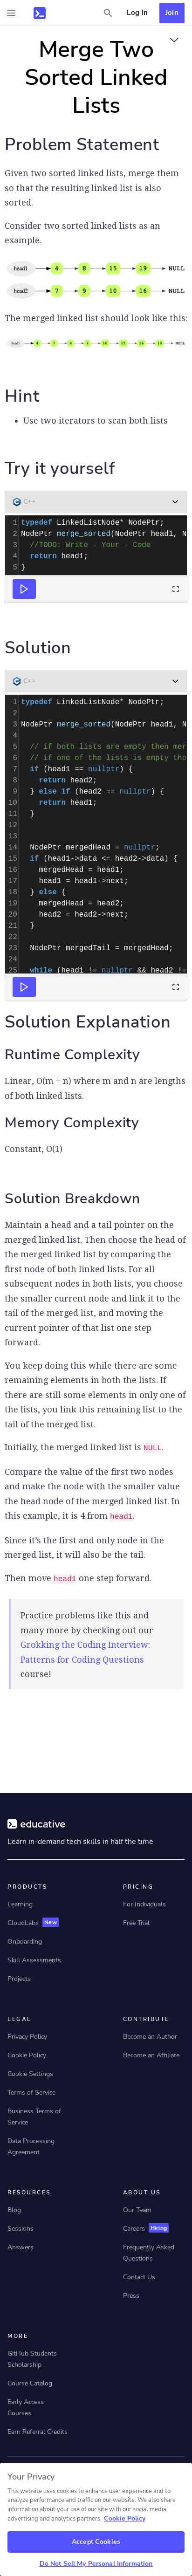 Log In
Join
Merge Two
Sorted Linked
Lists
Problem Statement
Given two sorted linked lists, merge them
so that the resulting linked list is also
sorted.
Consider two sorted linked lists as an
example.
head1 4 8 15 19 NULL
head2 7 9 10 16 NULL
The merged linked list should look like this:
head1 4 7 8 9 10 15 16 19 NULL
Hint
• Use two iterators to scan both lists
Try it yourself
C++
1 typedef LinkedListNode* NodePtr;
2 NodePtr merge_sorted(NodePtr head1, N
3 //TODO: Write - Your - Code
4 return head1;
5 }
Solution
C++
1 typedef LinkedListNode* NodePtr;
2
3 NodePtr merge_sorted(NodePtr head1, N
4
5 // if both lists are empty then mer
6 // if one of the lists is empty the
7 if (head1 == nullptr) {
8 return head2;
9 } else if (head2 == nullptr) {
10 return head1;
11 }
12
13
14 NodePtr mergedHead = nullptr;
15 if (head1->data <= head2->data) {
16 mergedHead = head1;
17 head1 = head1->next;
18 } else {
19 mergedHead = head2;
20 head2 = head2->next;
21 }
22
23 NodePtr mergedTail = mergedHead;
24
25 while (head1 != nullptr && head2 !=
Solution Explanation
Runtime Complexity
Linear, O(m + n) where m and n are lengths
of both linked lists.
Memory Complexity
Constant, O(1)
Solution Breakdown
Maintain a head and a tail pointer on the
merged linked list. Then choose the head of
the merged linked list by comparing the
first node of both linked lists. For all
subsequent nodes in both lists, you choose
the smaller current node and link it to the
tail of the merged list, and moving the
current pointer of that list one step
forward.
You keep doing this while there are some
remaining elements in both the lists. If
there are still some elements in only one of
the lists, you link this remaining list to the
tail of the merged list.
Initially, the merged linked list is NULL.
Compare the value of the first two nodes
and make the node with the smaller value
the head node of the merged linked list. In
this example, it is 4 from head1.
Since it’s the first and only node in the
merged list, it will also be the tail.
Then move head1 one step forward.
Practice problems like this and
many more by checking out our
Grokking the Coding Interview:
Patterns for Coding Questions
course!
educative
Learn in-demand tech skills in half the time
PRODUCTS
Learning
CloudLabs New
Onboarding
Skill Assessments
Projects
PRICING
For Individuals
Free Trial
LEGAL
Privacy Policy
Cookie Policy
Cookie Settings
Terms of Service
Business Terms of
Service
Data Processing
Agreement
CONTRIBUTE
Become an Author
Become an Affiliate
RESOURCES
Blog
Sessions
Answers
ABOUT US
Our Team
Careers Hiring
Frequently Asked
Questions
Contact Us
Press
MORE
GitHub Students
Scholarship
Course Catalog
Early Access
Courses
Earn Referral Credits
Your Privacy
This website uses cookies to enhance user experience and to
analyze performance and traffic on our website. We also share
information about your use of our site with our social media,
advertising and analytics partners. Cookie Policy
Accept Cookies
Do Not Sell My Personal Information